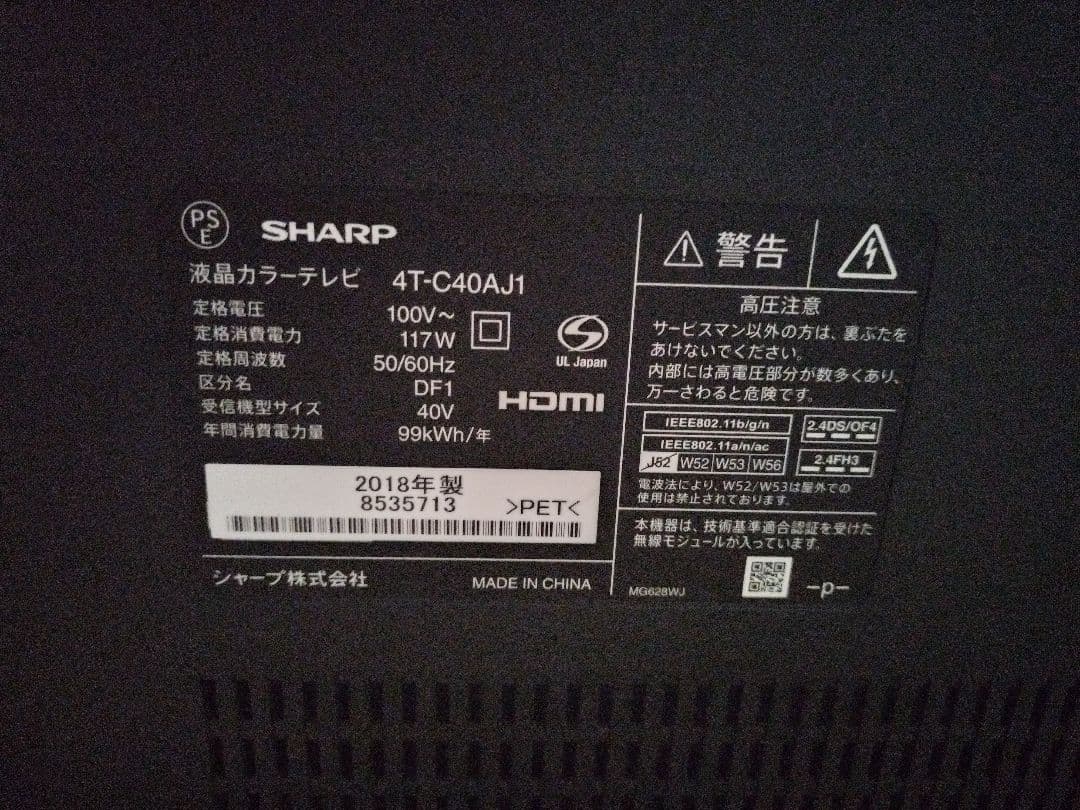 PS
E
SHARP
液晶カラーテレビ 4T-C40AJ1
定格電圧 100V~
定格消費電力 117W
定格周波数 50/60Hz
区分名 DF1
受信機型サイズ 40V
年間消費電力量 99kWh/年
UL Japan
HDMI
2018年製
8535713 >PET<
シャープ株式会社 MADE IN CHINA
警告
高圧注意
サービスマン以外の方は、裏ぶたを
あけないでください。
内部には高電圧部分が数多くあり、
万一さわると危険です。
IEEE802.11b/g/n
IEEE802.11a/n/ac
J52 W52 W53 W56
2.4DS/OF4
2.4FH3
電波法により、W52/W53は屋外での
使用は禁止されております。
本機器は、技術基準適合認証を受けた
無線モジュールが入っています。
MG628WJ -p-